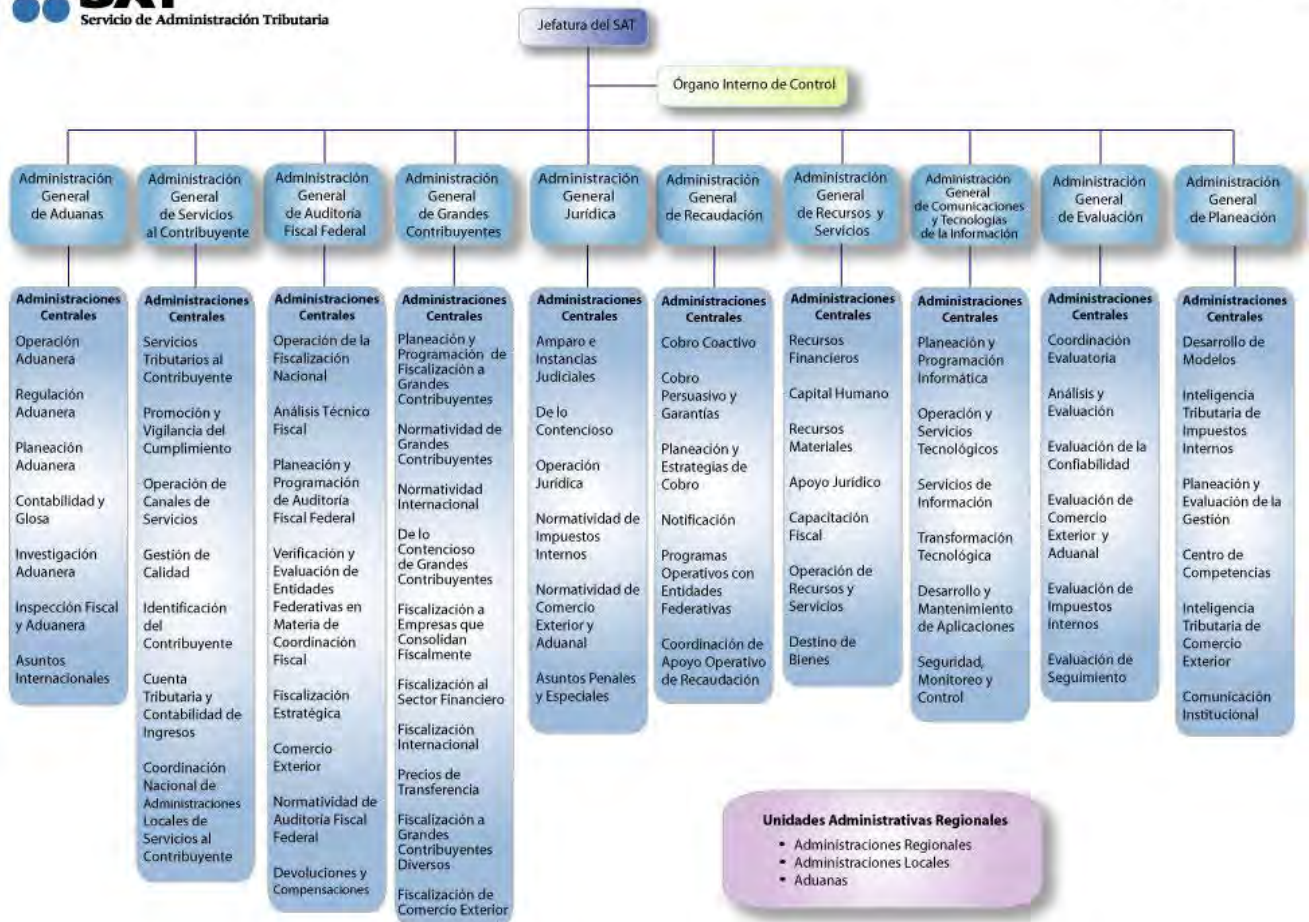 SAT
Servicio de Administración Tributaria
Jefatura del SAT
Órgano Interno de Control
Administración
General
de Aduanas
Administración
General
de Servicios
al Contribuyente
Administración
General
de Auditoría
Fiscal Federal
Administración
General
de Grandes
Contribuyentes
Administración
General
Jurídica
Administración
General
de Recaudación
Administración
General
de Recursos y
Servicios
Administración
General
de Comunicaciones
y Tecnologías
de la Información
Administración
General
de Evaluación
Administración
General
de Planeación
Administraciones
Centrales
Operación
Aduanera
Regulación
Aduanera
Planeación
Aduanera
Contabilidad y
Glosa
Investigación
Aduanera
Inspección Fiscal
y Aduanera
Asuntos
Internacionales
Administraciones
Centrales
Servicios
Tributarios al
Contribuyente
Promoción y
Vigilancia del
Cumplimiento
Operación de
Canales de
Servicios
Gestión de
Calidad
Identificación
del
Contribuyente
Cuenta
Tributaria y
Contabilidad de
Ingresos
Coordinación
Nacional de
Administraciones
Locales de
Servicios al
Contribuyente
Administraciones
Centrales
Operación de la
Fiscalización
Nacional
Análisis Técnico
Fiscal
Planeación y
Programación
de Auditoría
Fiscal Federal
Verificación y
Evaluación de
Entidades
Federativas en
Materia de
Coordinación
Fiscal
Fiscalización
Estratégica
Comercio
Exterior
Normatividad de
Auditoría Fiscal
Federal
Devoluciones y
Compensaciones
Administraciones
Centrales
Planeación y
Programación de
Fiscalización a
Grandes
Contribuyentes
Normatividad de
Grandes
Contribuyentes
Normatividad
Internacional
De lo
Contencioso
de Grandes
Contribuyentes
Fiscalización a
Empresas que
Consolidan
Fiscalmente
Fiscalización al
Sector Financiero
Fiscalización
Internacional
Precios de
Transferencia
Fiscalización a
Grandes
Contribuyentes
Diversos
Fiscalización de
Comercio Exterior
Administraciones
Centrales
Amparo e
Instancias
Judiciales
De lo
Contencioso
Operación
Jurídica
Normatividad de
Impuestos
Internos
Normatividad de
Comercio
Exterior y
Aduanal
Asuntos Penales
y Especiales
Administraciones
Centrales
Cobro Coactivo
Cobro
Persuasivo y
Garantías
Planeación y
Estrategias de
Cobro
Notificación
Programas
Operativos con
Entidades
Federativas
Coordinación de
Apoyo Operativo
de Recaudación
Administraciones
Centrales
Recursos
Financieros
Capital Humano
Recursos
Materiales
Apoyo Jurídico
Capacitación
Fiscal
Operación de
Recursos y
Servicios
Destino de
Bienes
Administraciones
Centrales
Planeación y
Programación
Informática
Operación y
Servicios
Tecnológicos
Servicios de
Información
Transformación
Tecnológica
Desarrollo y
Mantenimiento
de Aplicaciones
Seguridad,
Monitoreo y
Control
Administraciones
Centrales
Coordinación
Evaluatoria
Análisis y
Evaluación
Evaluación de la
Confiabilidad
Evaluación de
Comercio
Exterior y
Aduanal
Evaluación de
Impuestos
Internos
Evaluación de
Seguimiento
Administraciones
Centrales
Desarrollo de
Modelos
Inteligencia
Tributaria de
Impuestos
Internos
Planeación y
Evaluación de la
Gestión
Centro de
Competencias
Inteligencia
Tributaria de
Comercio
Exterior
Comunicación
Institucional
Unidades Administrativas Regionales
• Administraciones Regionales
• Administraciones Locales
• Aduanas